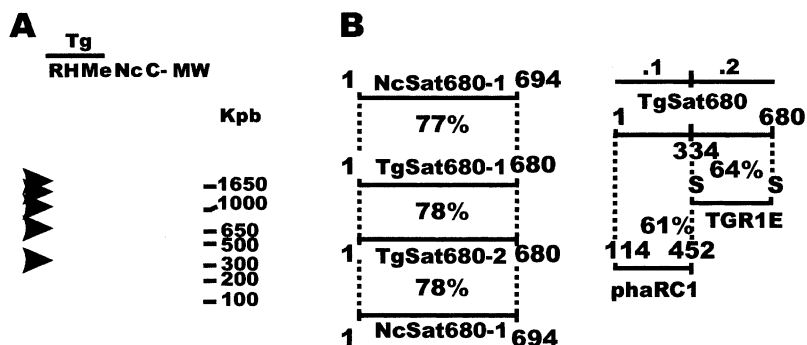 A
Tg
RH Me Nc C- MW
Kpb
1650
1000
650
500
300
200
100
B
1 NcSat680-1 694
77%
1 TgSat680-1 680
78%
1 TgSat680-2 680
78%
1 NcSat680-1 694
.1 .2
TgSat680
1 680
334
64%
S S
TGR1E
61%
114 452
phaRC1